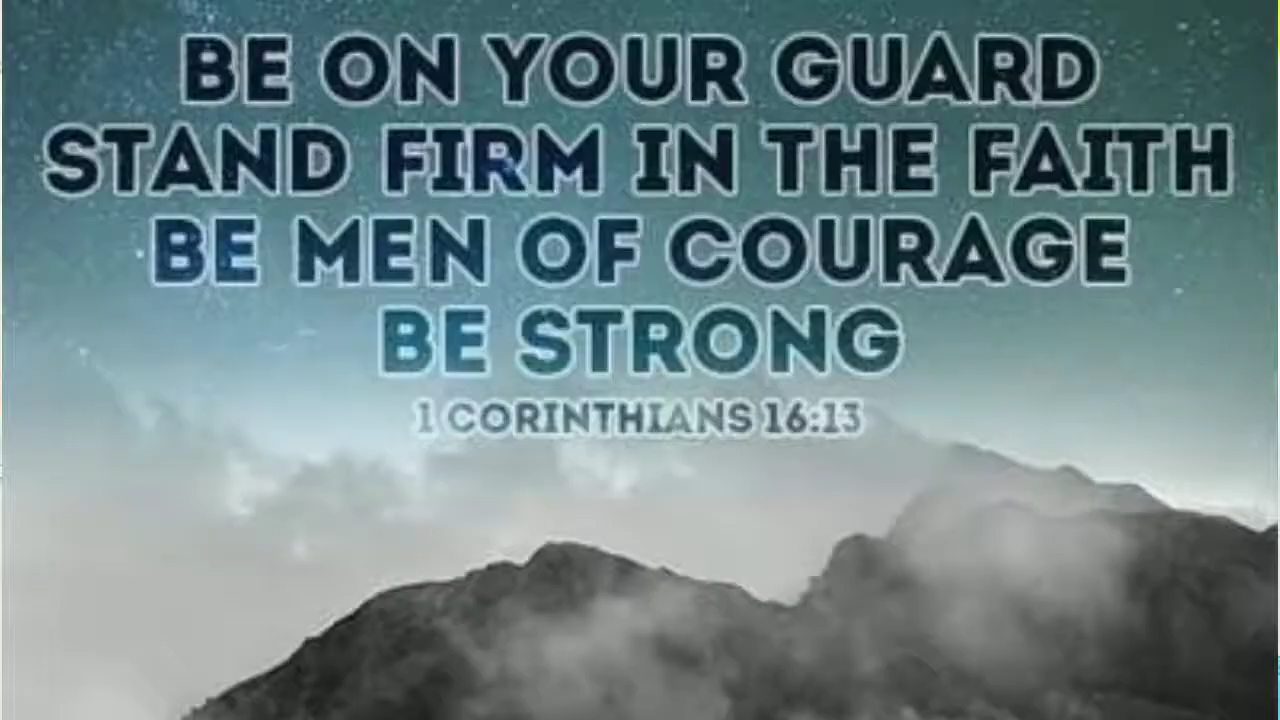 BE ON YOUR GUARD
STAND FIRM IN THE FAITH
BE MEN OF COURAGE
BE STRONG
1 CORINTHIANS 16:13